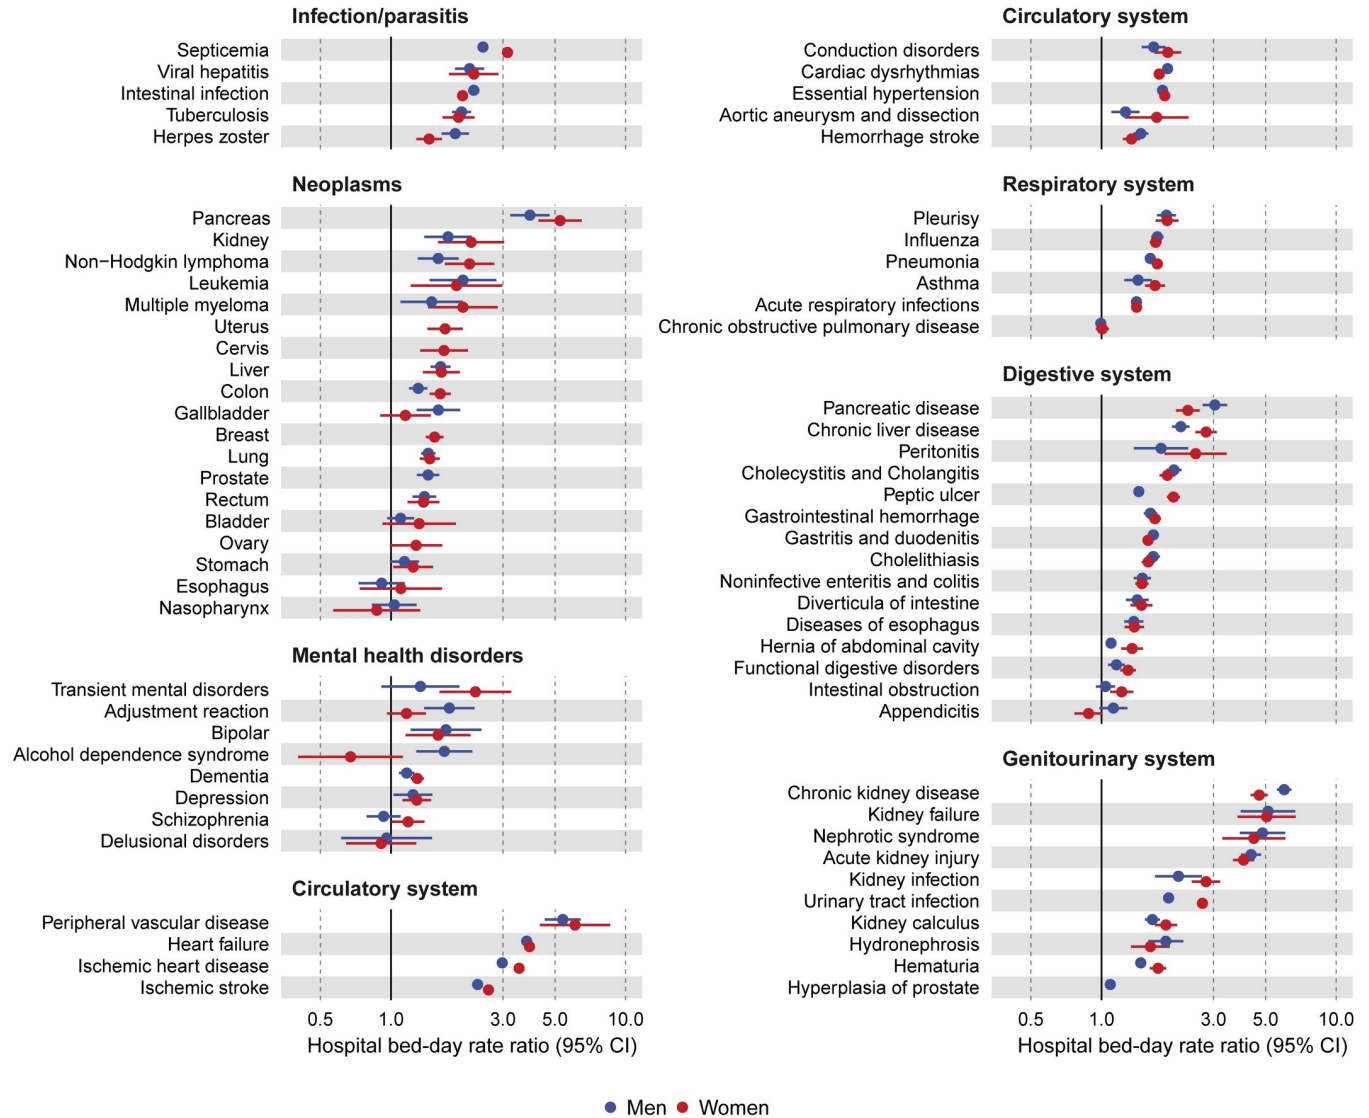 Infection/parasitis
Septicemia
Viral hepatitis
Intestinal infection
Tuberculosis
Herpes zoster
Neoplasms
Pancreas
Kidney
Non−Hodgkin lymphoma
Leukemia
Multiple myeloma
Uterus
Cervis
Liver
Colon
Gallbladder
Breast
Lung
Prostate
Rectum
Bladder
Ovary
Stomach
Esophagus
Nasopharynx
Mental health disorders
Transient mental disorders
Adjustment reaction
Bipolar
Alcohol dependence syndrome
Dementia
Depression
Schizophrenia
Delusional disorders
Circulatory system
Peripheral vascular disease
Heart failure
Ischemic heart disease
Ischemic stroke
0.5 1.0 3.0 5.0 10.0
Hospital bed-day rate ratio (95% CI)
Circulatory system
Conduction disorders
Cardiac dysrhythmias
Essential hypertension
Aortic aneurysm and dissection
Hemorrhage stroke
Respiratory system
Pleurisy
Influenza
Pneumonia
Asthma
Acute respiratory infections
Chronic obstructive pulmonary disease
Digestive system
Pancreatic disease
Chronic liver disease
Peritonitis
Cholecystitis and Cholangitis
Peptic ulcer
Gastrointestinal hemorrhage
Gastritis and duodenitis
Cholelithiasis
Noninfective enteritis and colitis
Diverticula of intestine
Diseases of esophagus
Hernia of abdominal cavity
Functional digestive disorders
Intestinal obstruction
Appendicitis
Genitourinary system
Chronic kidney disease
Kidney failure
Nephrotic syndrome
Acute kidney injury
Kidney infection
Urinary tract infection
Kidney calculus
Hydronephrosis
Hematuria
Hyperplasia of prostate
0.5 1.0 3.0 5.0 10.0
Hospital bed-day rate ratio (95% CI)
Men Women